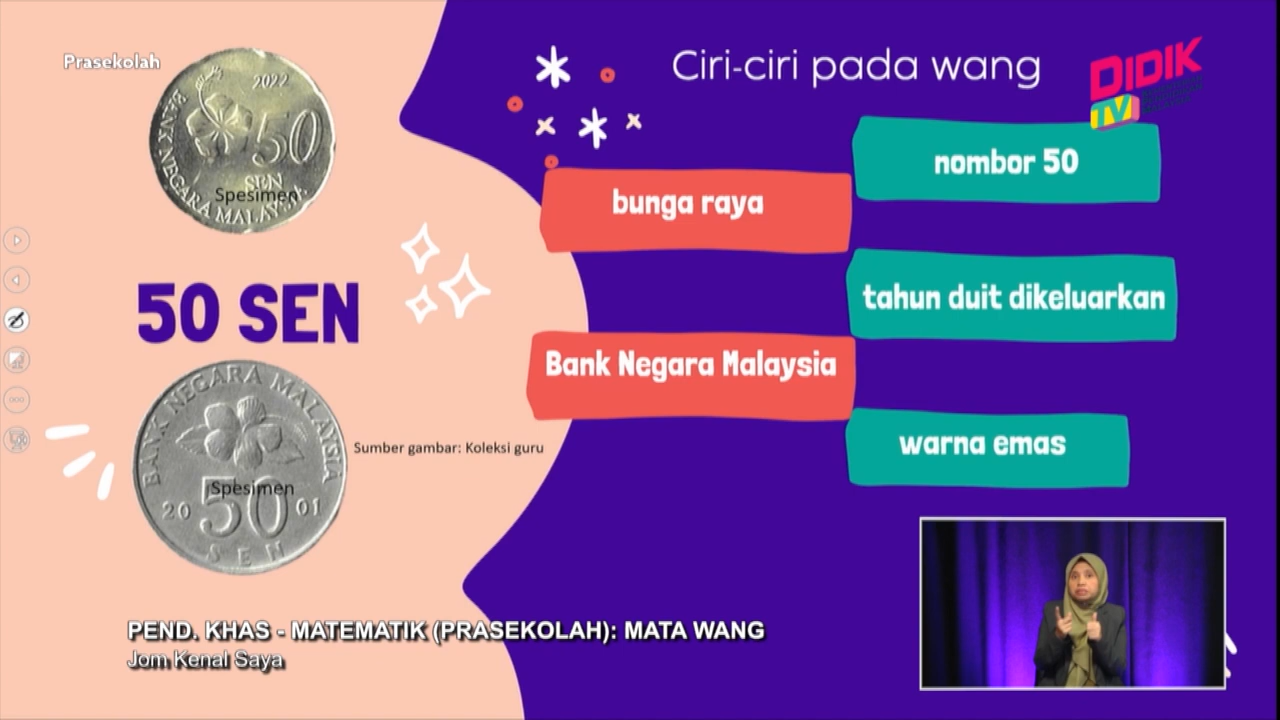 Prasekolah
2022
50
SEN
BANK NEGARA MALAYSIA
Spesimen
50 SEN
BANK NEGARA MALAYSIA
Spesimen
50
20 01
SEN
Sumber gambar: Koleksi guru
Ciri-ciri pada wang
DIDIK
TV
nombor 50
bunga raya
tahun duit dikeluarkan
Bank Negara Malaysia
warna emas
PEND. KHAS - MATEMATIK (PRASEKOLAH): MATA WANG
Jom Kenal Saya